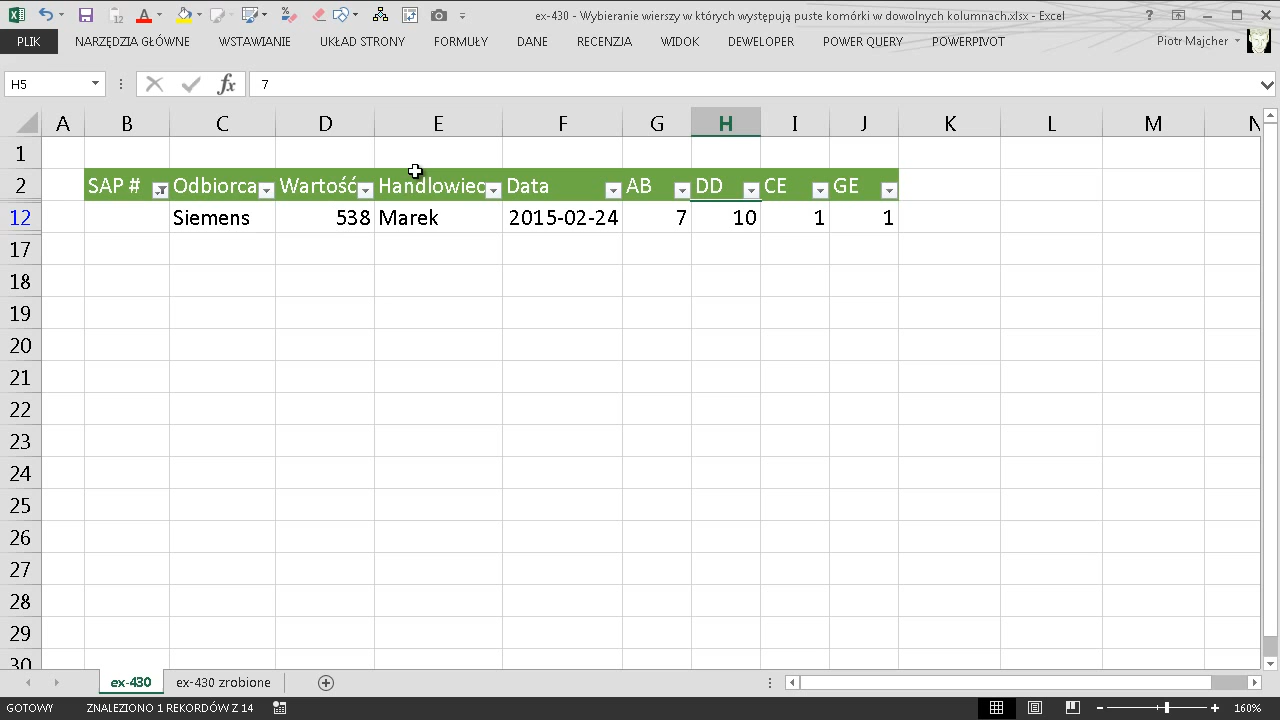 ex-430 - Wybieranie wierszy w których występują puste komórki w dowolnych kolumnach.xlsx - Excel
PLIK NARZĘDZIA GŁÓWNE WSTAWIANIE UKŁAD STRONY FORMUŁY DANE RECENZJA WIDOK DEWELOPER POWER QUERY POWERPIVOT Piotr Majcher
H5 fx 7
A B C D E F G H I J K L M N
1
2 SAP # Odbiorca Wartość Handlowiec Data AB DD CE GE
12 Siemens 538 Marek 2015-02-24 7 10 1 1
17
18
19
20
21
22
23
24
25
26
27
28
29
30
ex-430 ex-430 zrobione
GOTOWY ZNALEZIONO 1 REKORDÓW Z 14 160%